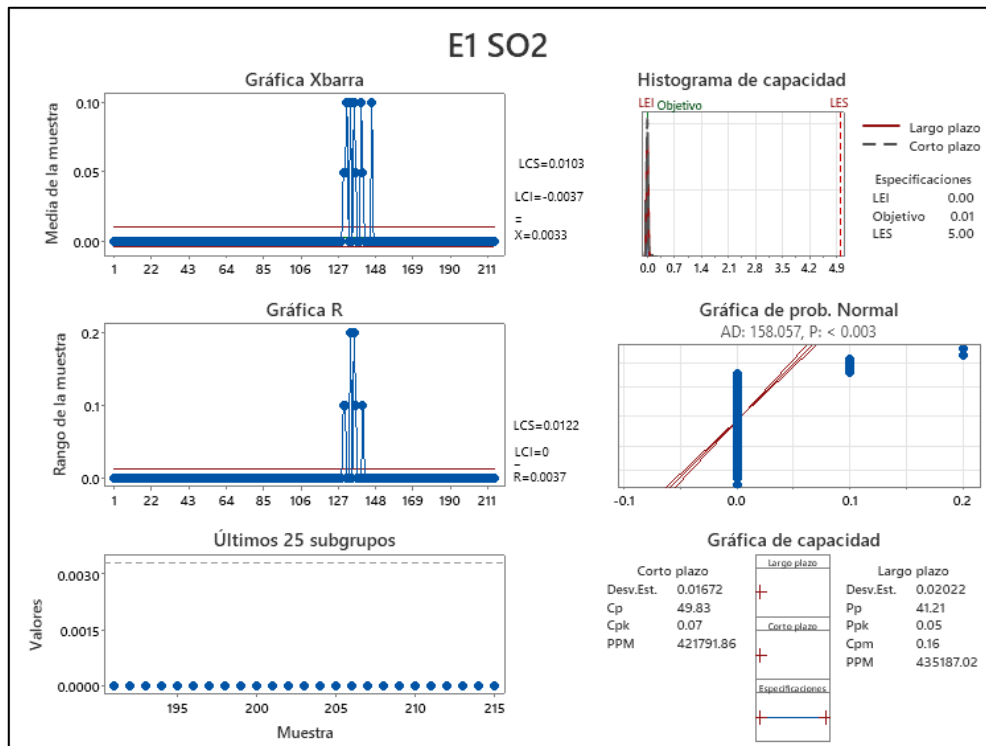 E1 SO2
Gráfica Xbarra
Media de la muestra
0.10
0.05
0.00
1 22 43 64 85 106 127 148 169 190 211
LCS=0.0103
LCI=-0.0037
=
X=0.0033
Histograma de capacidad
LEI Objetivo LES
0.0 0.7 1.4 2.1 2.8 3.5 4.2 4.9
Largo plazo
Corto plazo
Especificaciones
LEI 0.00
Objetivo 0.01
LES 5.00
Gráfica R
Rango de la muestra
0.2
0.1
0.0
1 22 43 64 85 106 127 148 169 190 211
LCS=0.0122
LCI=0
–
R=0.0037
Gráfica de prob. Normal
AD: 158.057, P: < 0.003
-0.1 0.0 0.1 0.2
Últimos 25 subgrupos
Valores
0.0030
0.0015
0.0000
195 200 205 210 215
Muestra
Gráfica de capacidad
Corto plazo
Desv.Est. 0.01672
Cp 49.83
Cpk 0.07
PPM 421791.86
Largo plazo
Corto plazo
Especificaciones
Largo plazo
Desv.Est. 0.02022
Pp 41.21
Ppk 0.05
Cpm 0.16
PPM 435187.02